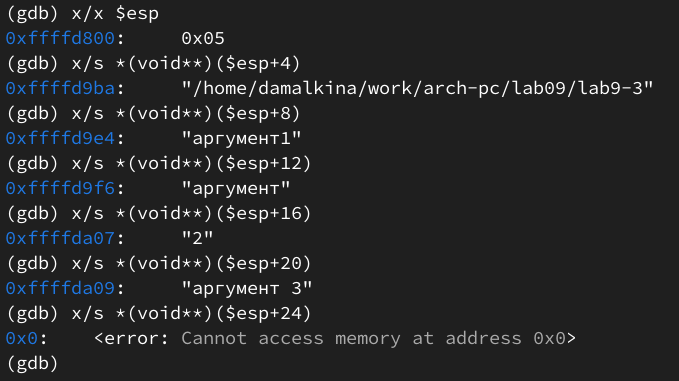 (gdb) x/x $esp
0xffffd800:     0x05
(gdb) x/s *(void**)($esp+4)
0xffffd9ba:     "/home/damalkina/work/arch-pc/lab09/lab9-3"
(gdb) x/s *(void**)($esp+8)
0xffffd9e4:     "аргумент1"
(gdb) x/s *(void**)($esp+12)
0xffffd9f6:     "аргумент"
(gdb) x/s *(void**)($esp+16)
0xffffda07:     "2"
(gdb) x/s *(void**)($esp+20)
0xffffda09:     "аргумент 3"
(gdb) x/s *(void**)($esp+24)
0x0:    <error: Cannot access memory at address 0x0>
(gdb)